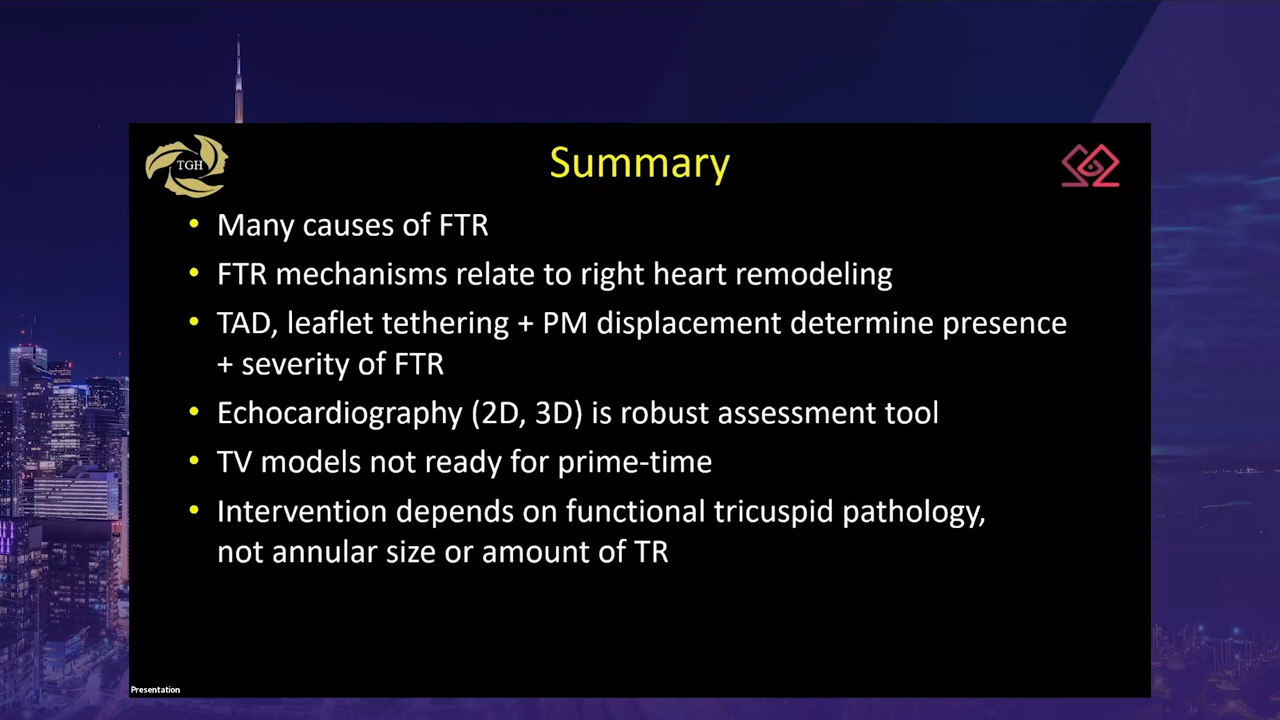 TGH
Summary
• Many causes of FTR
• FTR mechanisms relate to right heart remodeling
• TAD, leaflet tethering + PM displacement determine presence
+ severity of FTR
• Echocardiography (2D, 3D) is robust assessment tool
• TV models not ready for prime-time
• Intervention depends on functional tricuspid pathology,
not annular size or amount of TR
Presentation